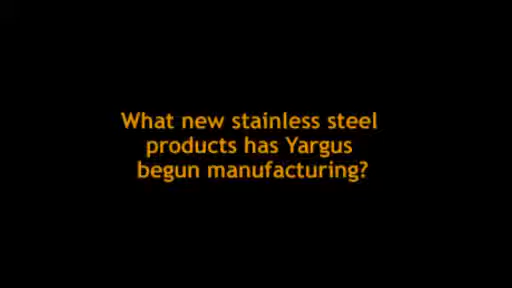 What new stainless steel
products has Yargus
begun manufacturing?